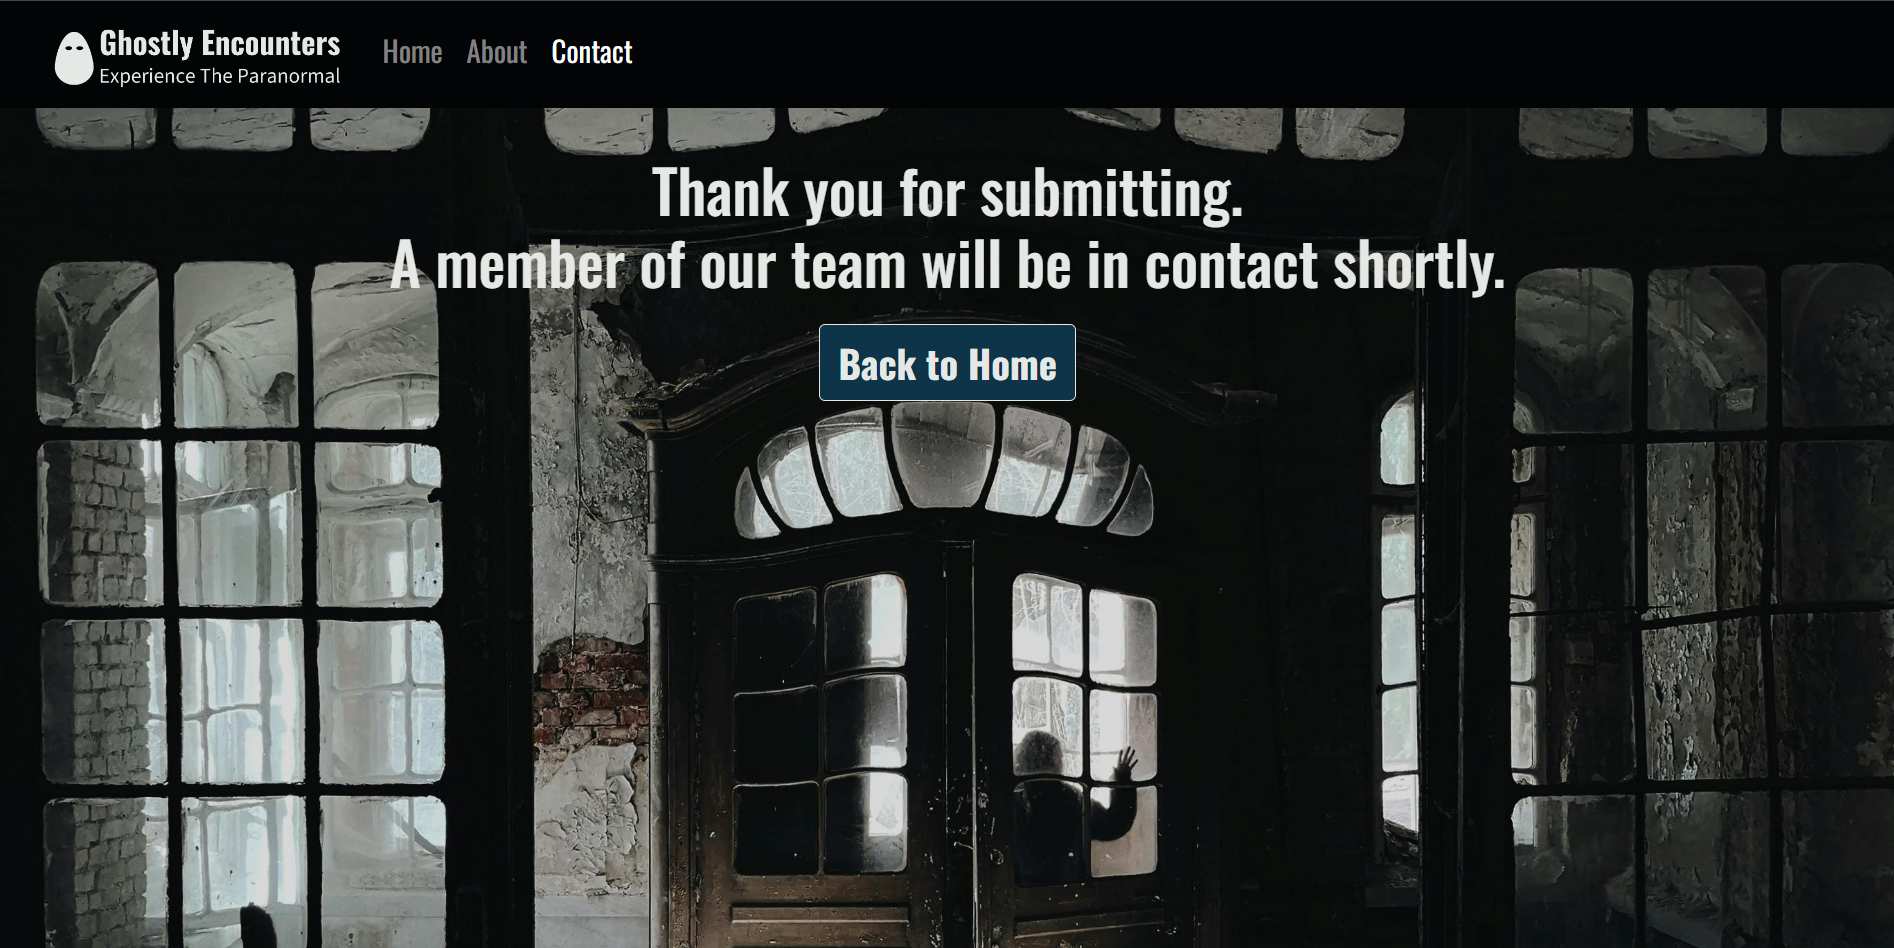 Ghostly Encounters
Experience The Paranormal
Home About Contact
Thank you for submitting.
A member of our team will be in contact shortly.
Back to Home